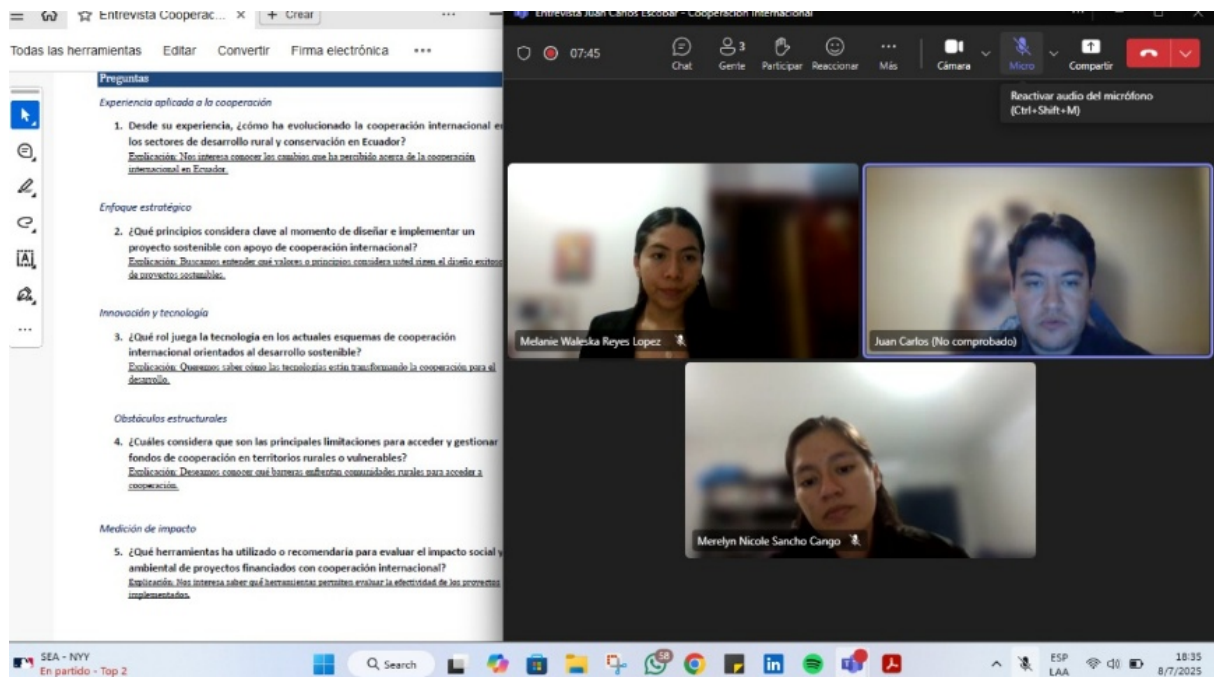 Entrevista Cooperac...
Crear
Todas las herramientas
Editar
Convertir
Firma electrónica
Preguntas
Experiencia aplicada a la cooperación
1. Desde su experiencia, ¿cómo ha evolucionado la cooperación internacional en
los sectores de desarrollo rural y conservación en Ecuador?
Explicación: Nos interesa conocer los cambios que ha percibido acerca de la cooperación
internacional en Ecuador.
Enfoque estratégico
2. ¿Qué principios considera clave al momento de diseñar e implementar un
proyecto sostenible con apoyo de cooperación internacional?
Explicación: Buscamos entender qué valores o principios considera usted rigen el diseño exitoso
de proyectos sostenibles.
Innovación y tecnología
3. ¿Qué rol juega la tecnología en los actuales esquemas de cooperación
internacional orientados al desarrollo sostenible?
Explicación: Queremos saber cómo las tecnologías están transformando la cooperación para el
desarrollo.
Obstáculos estructurales
4. ¿Cuáles considera que son las principales limitaciones para acceder y gestionar
fondos de cooperación en territorios rurales o vulnerables?
Explicación: Deseamos conocer qué barreras enfrentan comunidades rurales para acceder a
cooperación.
Medición de impacto
5. ¿Qué herramientas ha utilizado o recomendaría para evaluar el impacto social y
ambiental de proyectos financiados con cooperación internacional?
Explicación: Nos interesa saber qué herramientas permiten evaluar la efectividad de los proyectos
implementados.
Entrevista Juan Carlos Escobar - Cooperación Internacional
07:45
Chat
3
Gente
Participar
Reaccionar
Más
Cámara
Micro
Compartir
Reactivar audio del micrófono
(Ctrl+Shift+M)
Melanie Waleska Reyes Lopez
Juan Carlos (No comprobado)
Merelyn Nicole Sancho Cango
SEA - NYY
En partido - Top 2
Search
58
ESP
LAA
18:35
8/7/2025